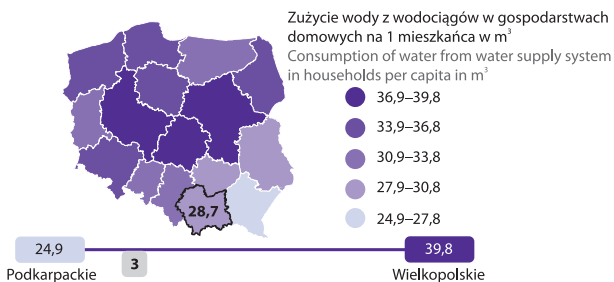 Zużycie wody z wodociągów w gospodarstwach
domowych na 1 mieszkańca w m³
Consumption of water from water supply system
in households per capita in m³
36,9–39,8
33,9–36,8
30,9–33,8
27,9–30,8
24,9–27,8
28,7
24,9
39,8
Podkarpackie
3
Wielkopolskie